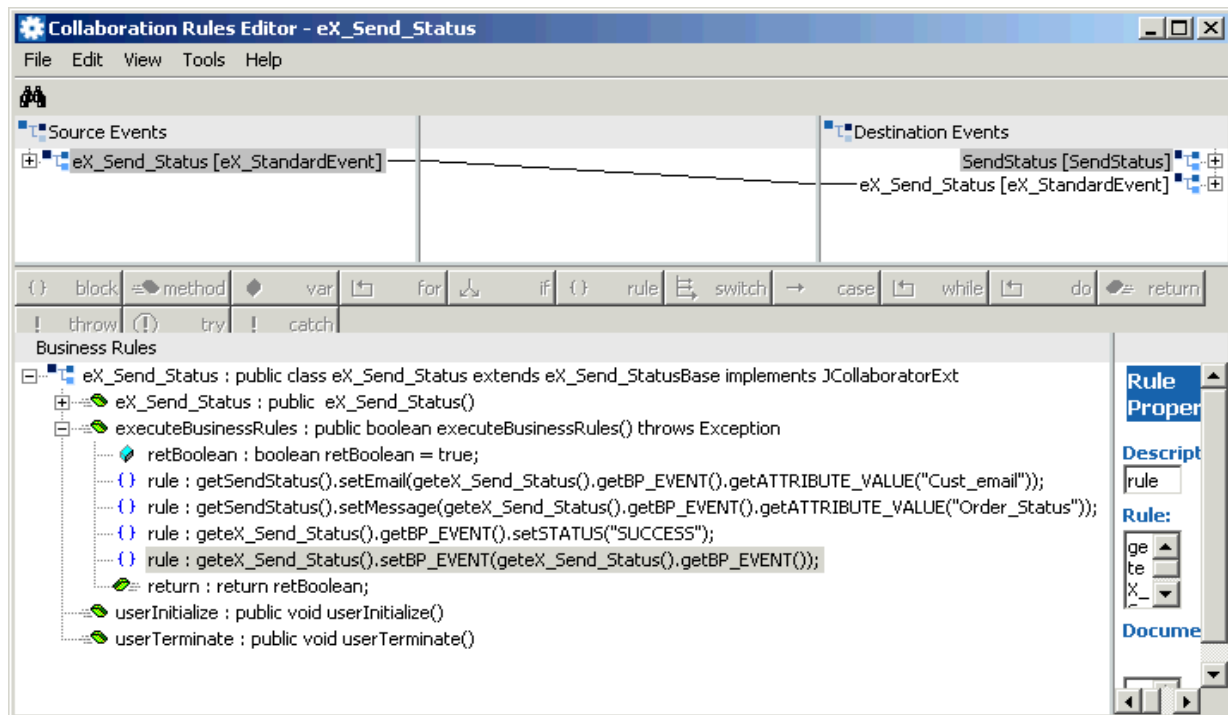 Collaboration Rules Editor - eX_Send_Status
File Edit View Tools Help
Source Events
Destination Events
eX_Send_Status [eX_StandardEvent]
SendStatus [SendStatus]
eX_Send_Status [eX_StandardEvent]
{} block method var for if {} rule switch case while do return
! throw (!) try ! catch
Business Rules
eX_Send_Status : public class eX_Send_Status extends eX_Send_StatusBase implements JCollaboratorExt
eX_Send_Status : public eX_Send_Status()
executeBusinessRules : public boolean executeBusinessRules() throws Exception
retBoolean : boolean retBoolean = true;
{} rule : getSendStatus().setEmail(geteX_Send_Status().getBP_EVENT().getATTRIBUTE_VALUE("Cust_email"));
{} rule : getSendStatus().setMessage(geteX_Send_Status().getBP_EVENT().getATTRIBUTE_VALUE("Order_Status"));
{} rule : geteX_Send_Status().getBP_EVENT().setSTATUS("SUCCESS");
{} rule : geteX_Send_Status().setBP_EVENT(geteX_Send_Status().getBP_EVENT());
return : return retBoolean;
userInitialize : public void userInitialize()
userTerminate : public void userTerminate()
Rule
Proper
Descript
rule
Rule:
ge
te
X_
Docume